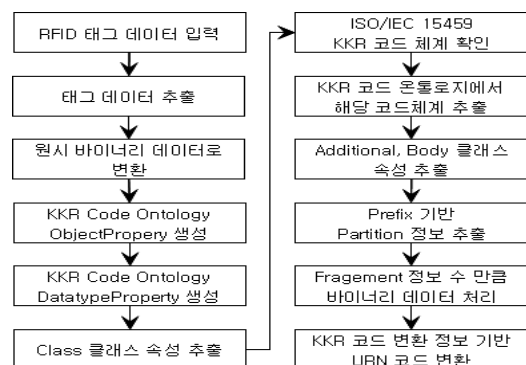 RFID 태그 데이터 입력
태그 데이터 추출
원시 바이너리 데이터로
변환
KKR Code Ontology
ObjectPropery 생성
KKR Code Ontology
DatatypeProperty 생성
Class 클래스 속성 추출
ISO/IEC 15459
KKR 코드 체계 확인
KKR 코드 온톨로지에서
해당 코드체계 추출
Additional, Body 클래스
속성 추출
Prefix 기반
Partition 정보 추출
Fragement 정보 수 만큼
바이너리 데이터 처리
KKR 코드 변환 정보 기반
URN 코드 변환